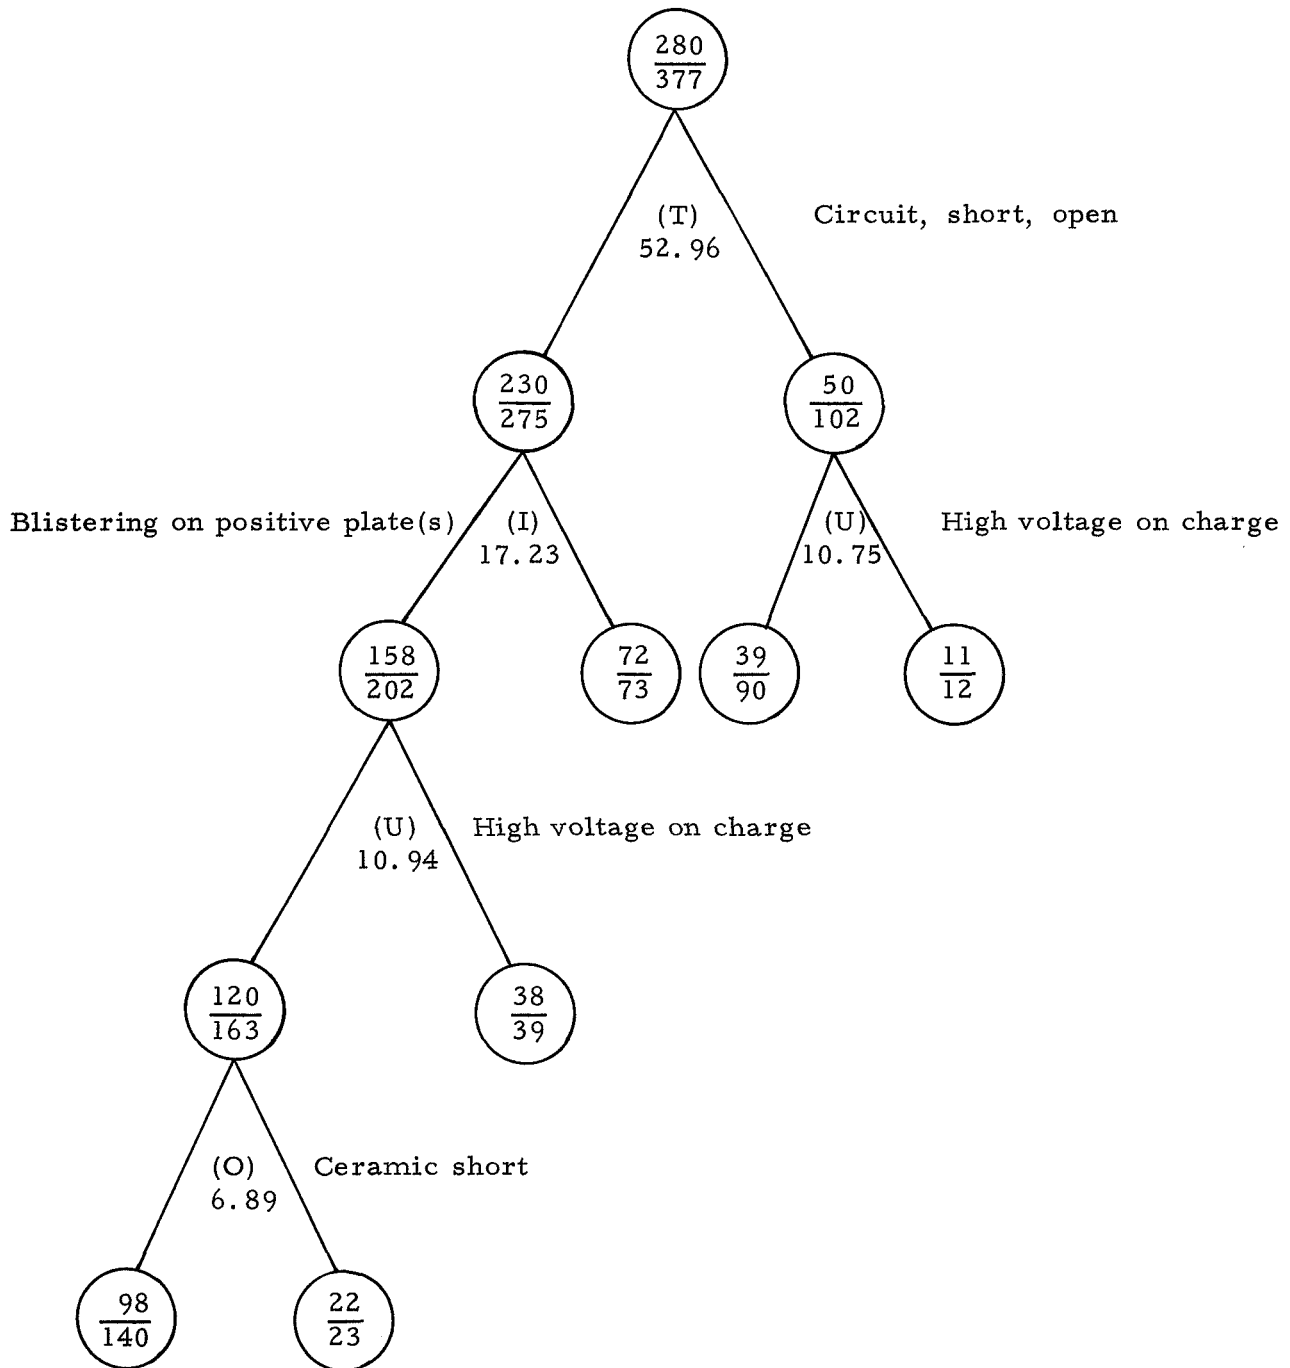 280
377
(T)
52.96
Circuit, short, open
230
275
50
102
Blistering on positive plate(s)
(I)
17.23
(U)
10.75
High voltage on charge
158
202
72
73
39
90
11
12
(U)
10.94
High voltage on charge
120
163
38
39
(O)
6.89
Ceramic short
98
140
22
23